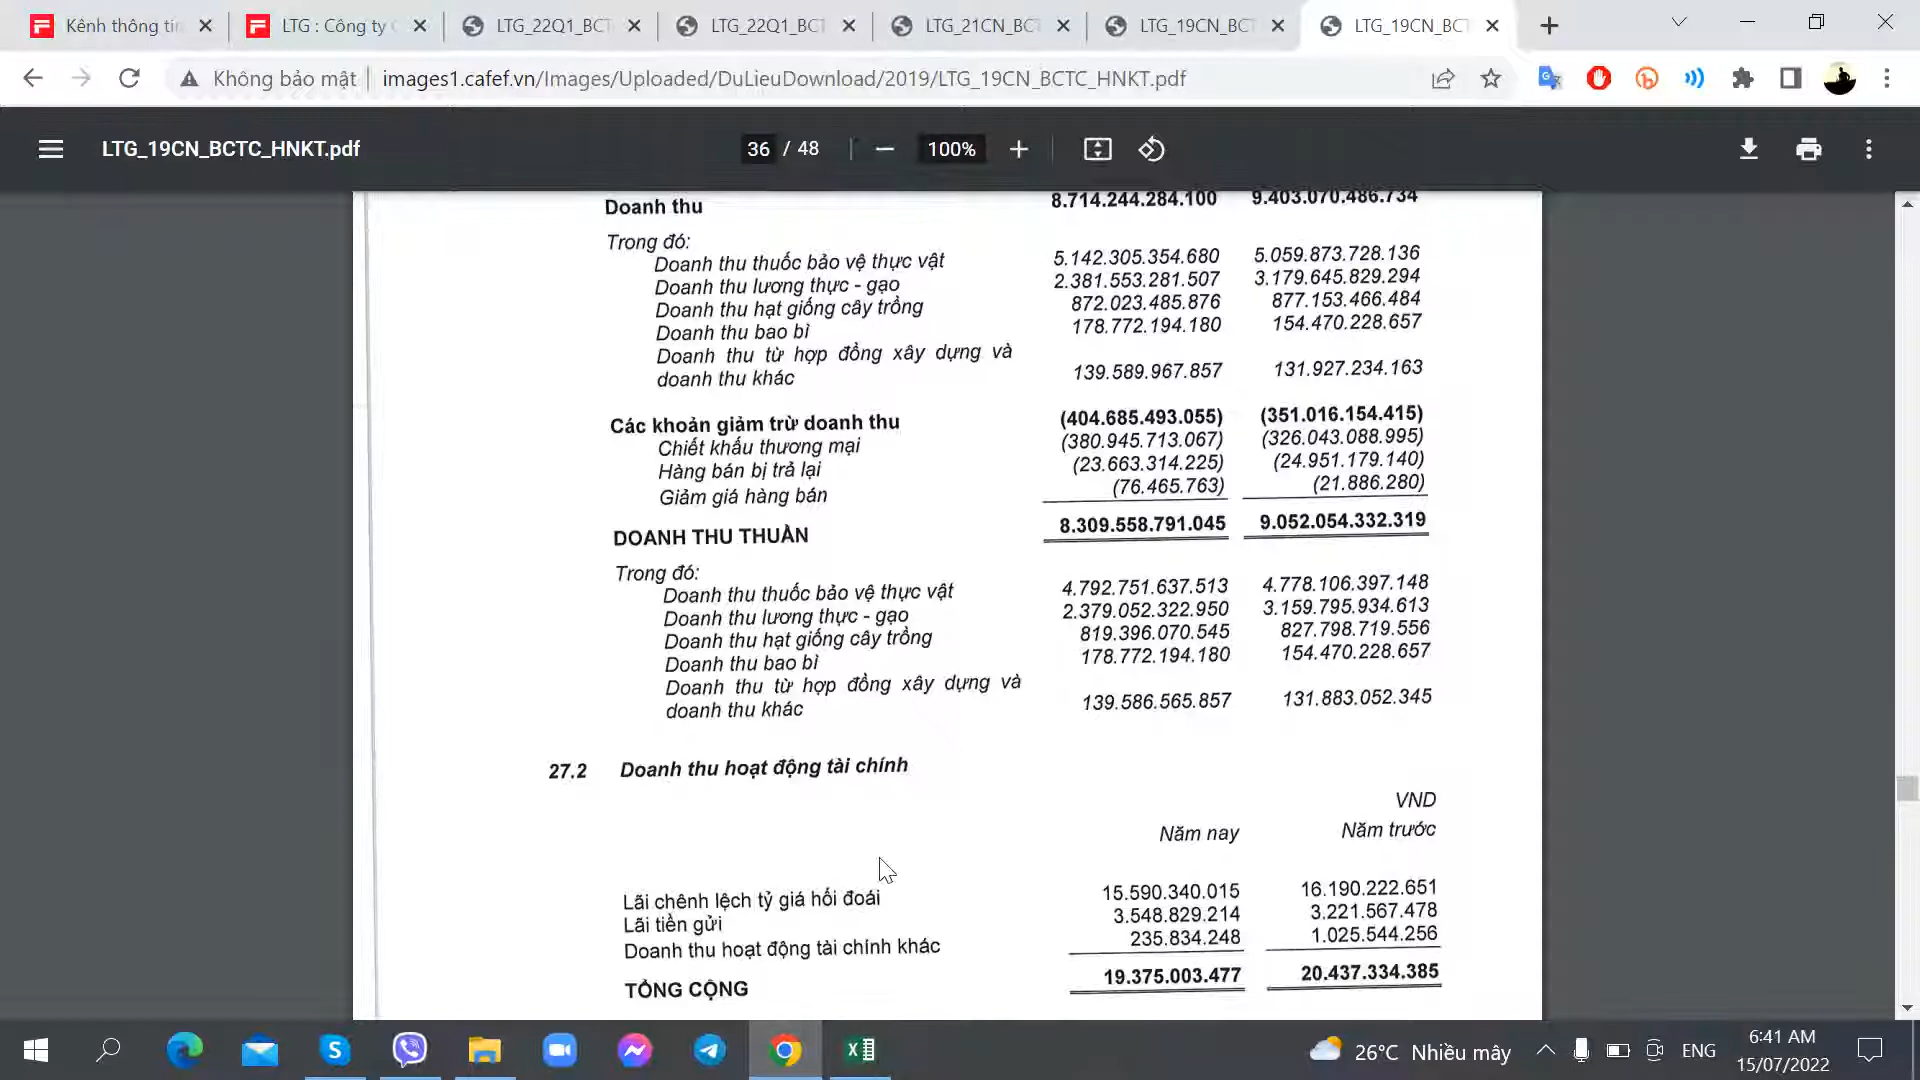 Kênh thông tin
LTG : Công ty C
LTG_22Q1_BCT
LTG_22Q1_BCT
LTG_21CN_BC
LTG_19CN_BCT
LTG_19CN_BCT
Không bảo mật
images1.cafef.vn/Images/Uploaded/DuLieuDownload/2019/LTG_19CN_BCTC_HNKT.pdf
LTG_19CN_BCTC_HNKT.pdf
36 / 48
100%
Doanh thu 8.714.244.284.100 9.403.070.486.734
Trong đó:
Doanh thu thuốc bảo vệ thực vật 5.142.305.354.680 5.059.873.728.136
Doanh thu lương thực - gạo 2.381.553.281.507 3.179.645.829.294
Doanh thu hạt giống cây trồng 872.023.485.876 877.153.466.484
Doanh thu bao bì 178.772.194.180 154.470.228.657
Doanh thu từ hợp đồng xây dựng và
doanh thu khác 139.589.967.857 131.927.234.163
Các khoản giảm trừ doanh thu (404.685.493.055) (351.016.154.415)
Chiết khấu thương mại (380.945.713.067) (326.043.088.995)
Hàng bán bị trả lại (23.663.314.225) (24.951.179.140)
Giảm giá hàng bán (76.465.763) (21.886.280)
DOANH THU THUẦN 8.309.558.791.045 9.052.054.332.319
Trong đó:
Doanh thu thuốc bảo vệ thực vật 4.792.751.637.513 4.778.106.397.148
Doanh thu lương thực - gạo 2.379.052.322.950 3.159.795.934.613
Doanh thu hạt giống cây trồng 819.396.070.545 827.798.719.556
Doanh thu bao bì 178.772.194.180 154.470.228.657
Doanh thu từ hợp đồng xây dựng và
doanh thu khác 139.586.565.857 131.883.052.345
27.2 Doanh thu hoạt động tài chính
VND
Năm nay Năm trước
Lãi chênh lệch tỷ giá hối đoái 15.590.340.015 16.190.222.651
Lãi tiền gửi 3.548.829.214 3.221.567.478
Doanh thu hoạt động tài chính khác 235.834.248 1.025.544.256
TỔNG CỘNG 19.375.003.477 20.437.334.385
26°C Nhiều mây
ENG
6:41 AM
15/07/2022